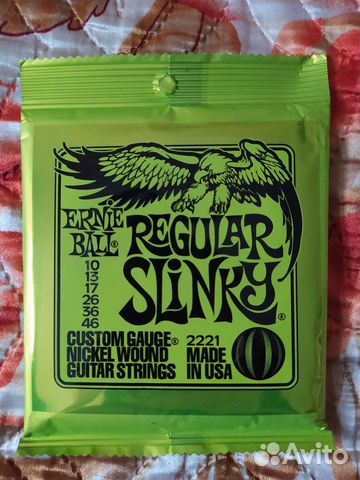 ERNIE
BALL®
REGULAR
SLINKY®
10
13
17
26
36
46
CUSTOM GAUGE®
NICKEL WOUND
GUITAR STRINGS
2221
MADE
IN USA
Avito